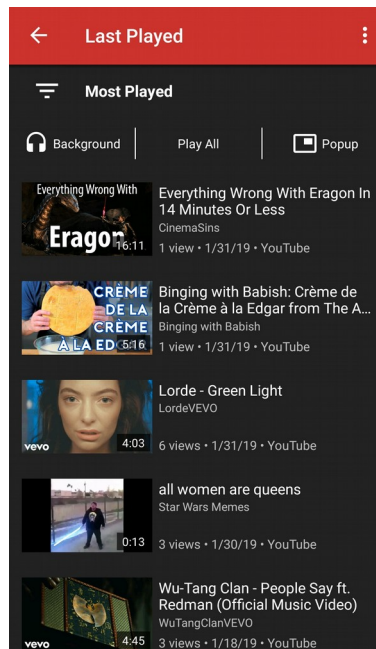 Last Played
Most Played
Background
Play All
Popup
Everything Wrong With
Eragon
16:11
Everything Wrong With Eragon In
14 Minutes Or Less
CinemaSins
1 view • 1/31/19 • YouTube
CRÈME
DE LA
CRÈME
À LA ED
5:16
Binging with Babish: Crème de
la Crème à la Edgar from The A...
Binging with Babish
1 view • 1/31/19 • YouTube
vevo
4:03
Lorde - Green Light
LordeVEVO
6 views • 1/31/19 • YouTube
0:13
all women are queens
Star Wars Memes
3 views • 1/30/19 • YouTube
vevo
4:45
Wu-Tang Clan - People Say ft.
Redman (Official Music Video)
WuTangClanVEVO
3 views • 1/18/19 • YouTube